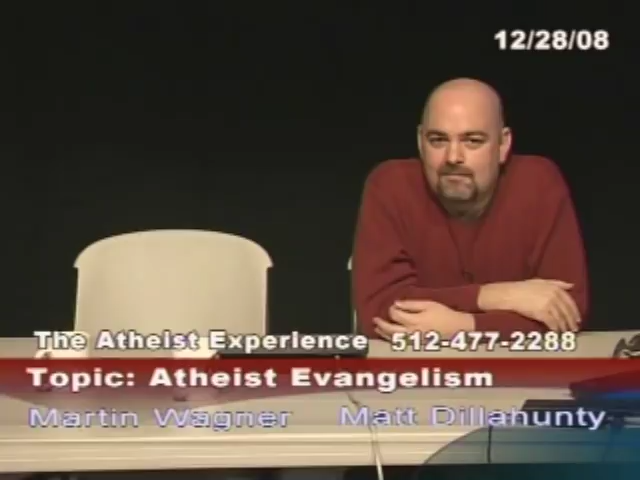 12/28/08
The Atheist Experience 512-477-2288
Topic: Atheist Evangelism
Martin Wagner Matt Dillahunty